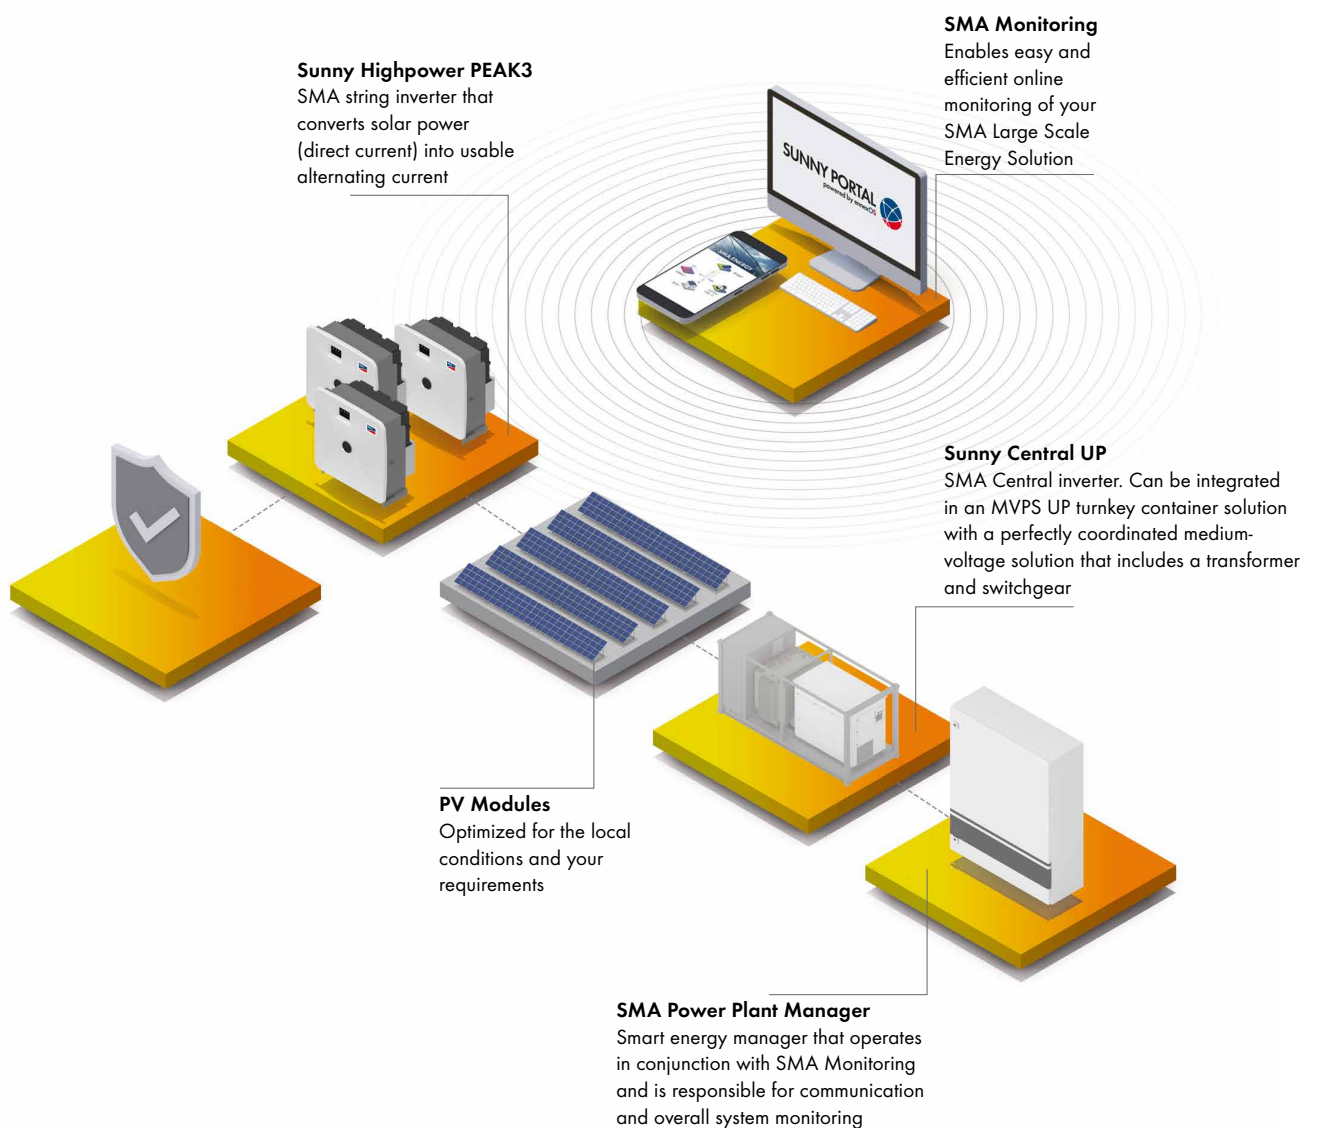 SMA Monitoring
Enables easy and
efficient online
monitoring of your
SMA Large Scale
Energy Solution
Sunny Highpower PEAK3
SMA string inverter that
converts solar power
(direct current) into usable
alternating current
SUNNY PORTAL
powered by ennexOS
Sunny Central UP
SMA Central inverter. Can be integrated
in an MVPS UP turnkey container solution
with a perfectly coordinated medium-
voltage solution that includes a transformer
and switchgear
PV Modules
Optimized for the local
conditions and your
requirements
SMA Power Plant Manager
Smart energy manager that operates
in conjunction with SMA Monitoring
and is responsible for communication
and overall system monitoring